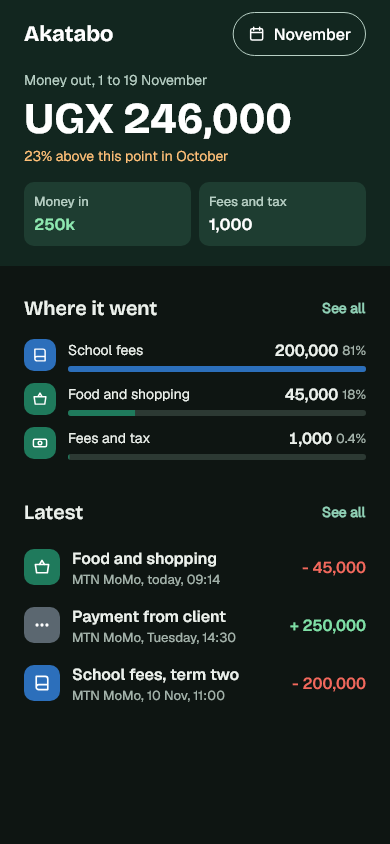 Akatabo
November
Money out, 1 to 19 November
UGX 246,000
23% above this point in October
Money in
250k
Fees and tax
1,000
Where it went
See all
School fees
200,000 81%
Food and shopping
45,000 18%
Fees and tax
1,000 0.4%
Latest
See all
Food and shopping
MTN MoMo, today, 09:14
- 45,000
Payment from client
MTN MoMo, Tuesday, 14:30
+ 250,000
School fees, term two
MTN MoMo, 10 Nov, 11:00
- 200,000